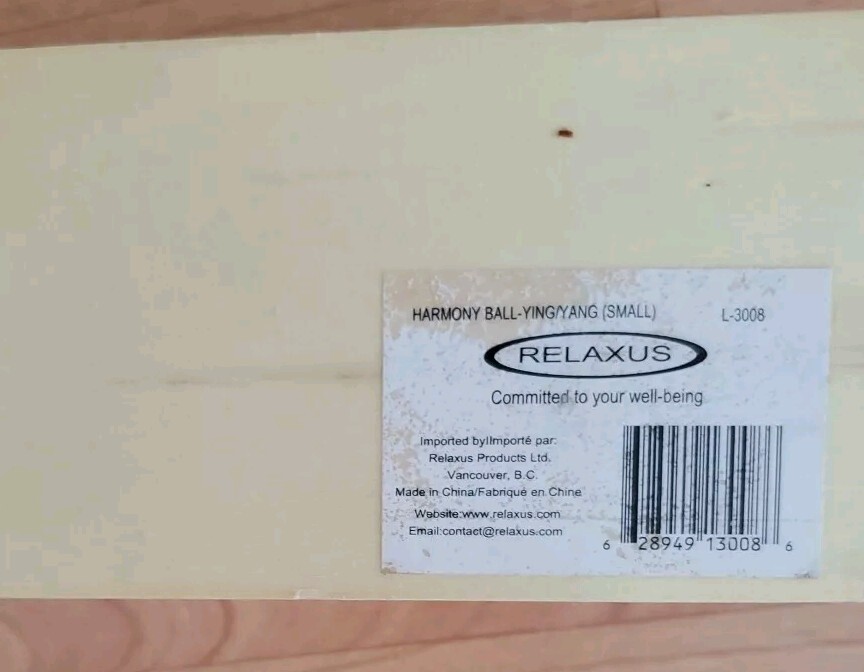 HARMONY BALL-YING/YANG (SMALL) L-3008
RELAXUS
Committed to your well-being
Imported by/Importé par:
Relaxus Products Ltd.
Vancouver, B.C.
Made in China/Fabriqué en Chine
Website:www.relaxus.com
Email:contact@relaxus.com
6 28949 13008 6